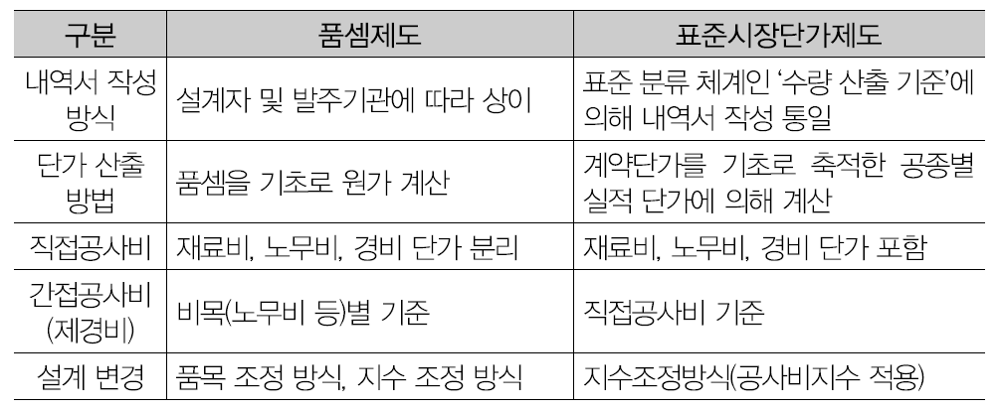 구분 품셈제도 표준시장단가제도
내역서 작성 방식 설계자 및 발주기관에 따라 상이 표준 분류 체계인 ‘수량 산출 기준’에 의해 내역서 작성 통일
단가 산출 방법 품셈을 기초로 원가 계산 계약단가를 기초로 축적한 공종별 실적 단가에 의해 계산
직접공사비 재료비, 노무비, 경비 단가 분리 재료비, 노무비, 경비 단가 포함
간접공사비 (제경비) 비목(노무비 등)별 기준 직접공사비 기준
설계 변경 품목 조정 방식, 지수 조정 방식 지수조정방식(공사비지수 적용)